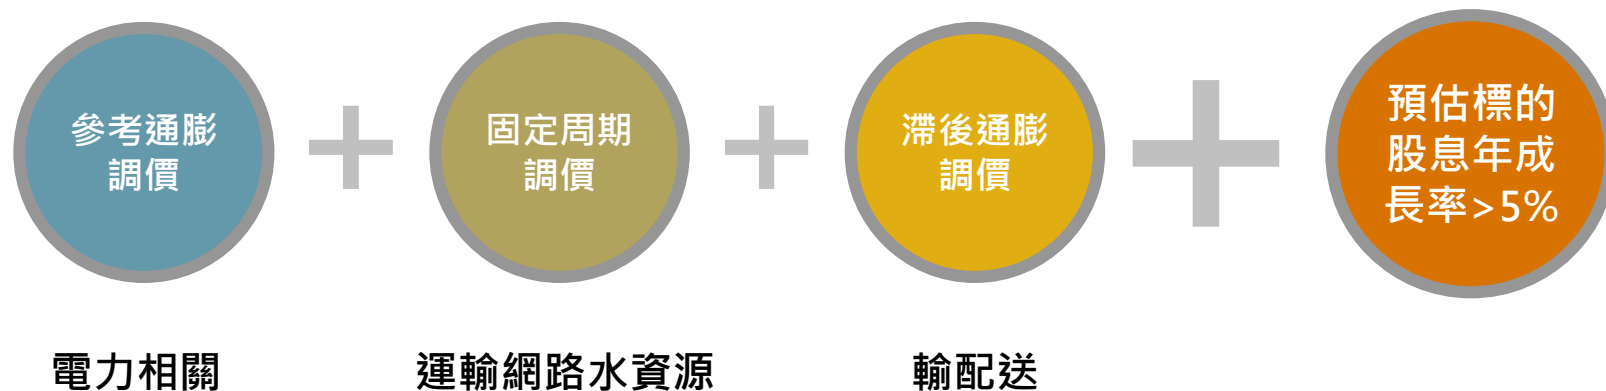 參考通膨
調價
固定周期
調價
滯後通膨
調價
預估標的
股息年成
長率>5%
電力相關
運輸網路水資源
輸配送